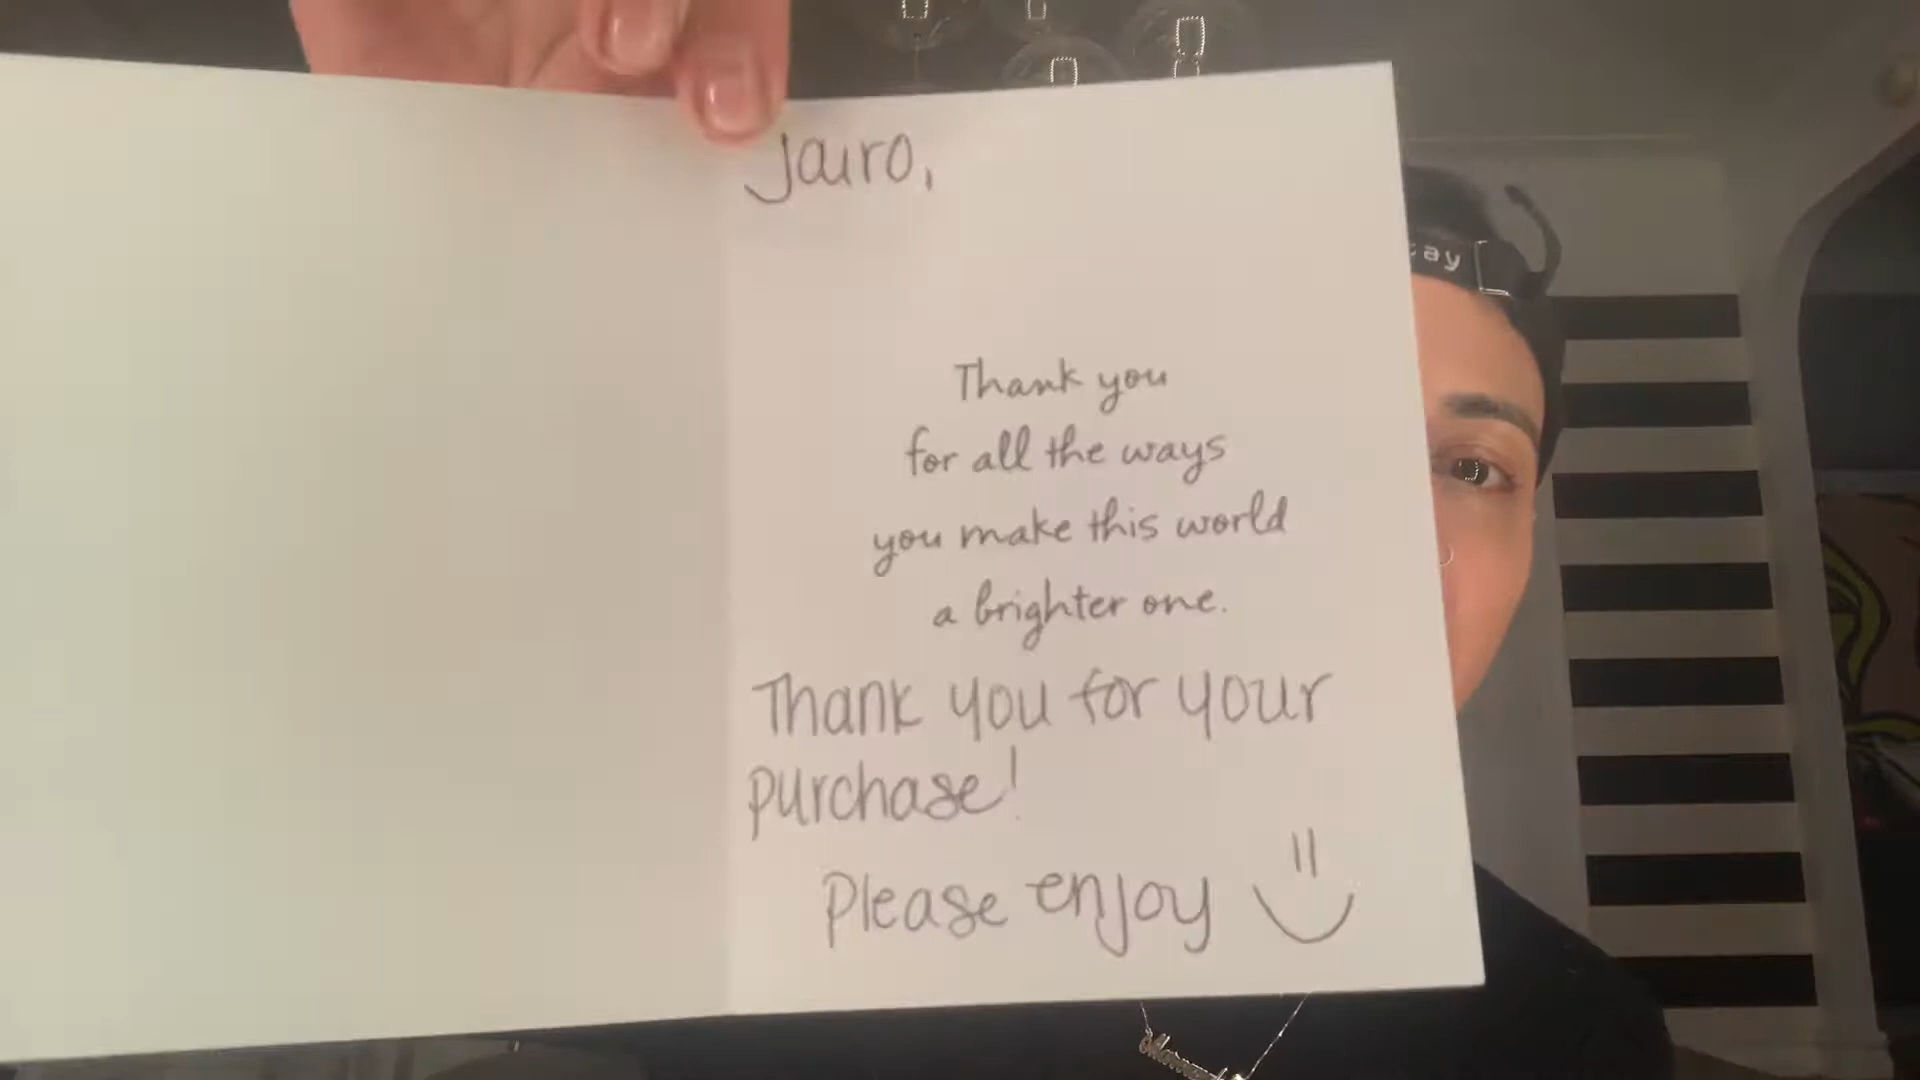 Jairo,
Thank you
for all the ways
you make this world
a brighter one.
Thank you for your
purchase!
Please enjoy